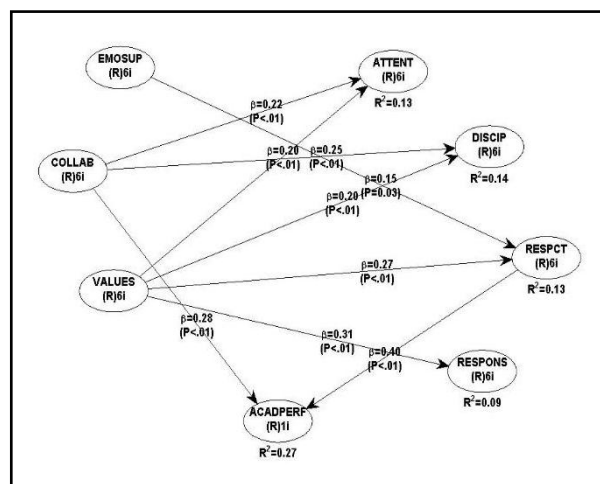 EMOSUP
(R)6i
ATTENT
(R)6i
R²=0.13
β=0.22
(P<.01)
DISCIP
(R)6i
R²=0.14
β=0.20
(P<.01)
β=0.25
(P<.01)
COLLAB
(R)6i
β=0.15
(P=0.03)
β=0.20
(P<.01)
RESPCT
(R)6i
R²=0.13
VALUES
(R)6i
β=0.27
(P<.01)
β=0.28
(P<.01)
β=0.31
(P<.01)
β=0.40
(P<.01)
RESPONS
(R)6i
R²=0.09
ACADPERF
(R)1i
R²=0.27